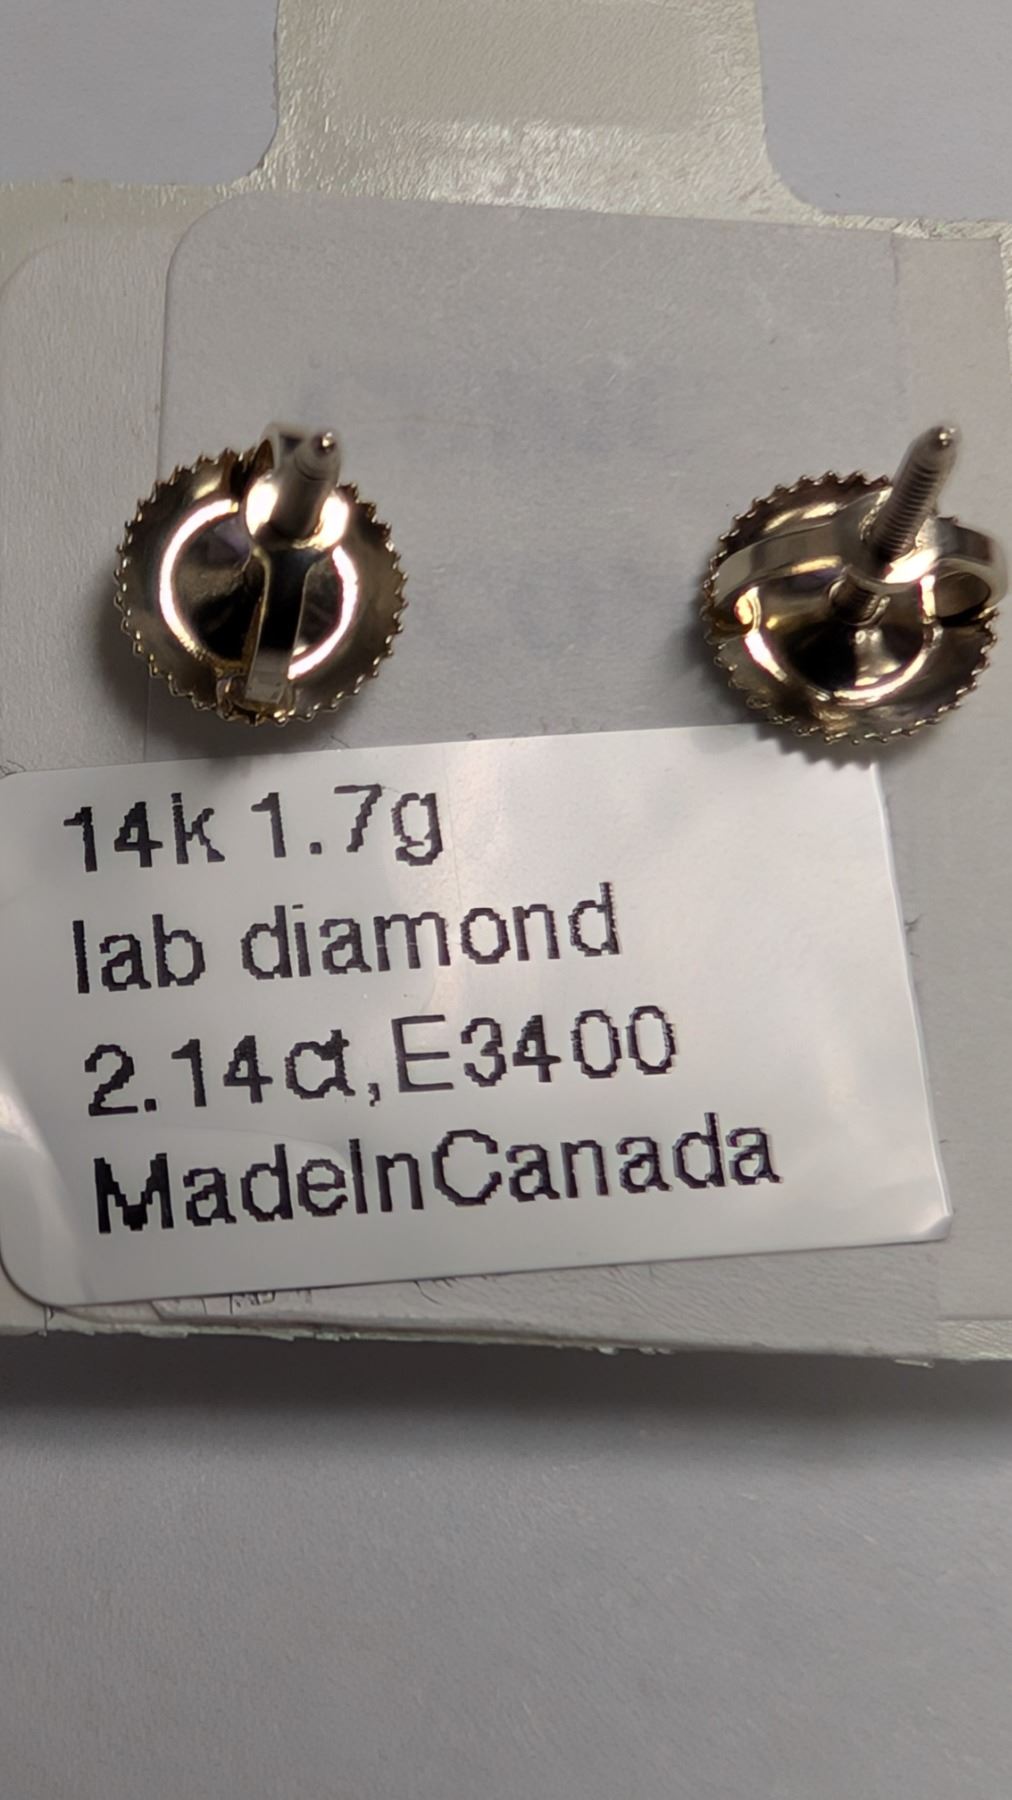 14k 1.7g
lab diamond
2.14ct,E3400
MadeInCanada